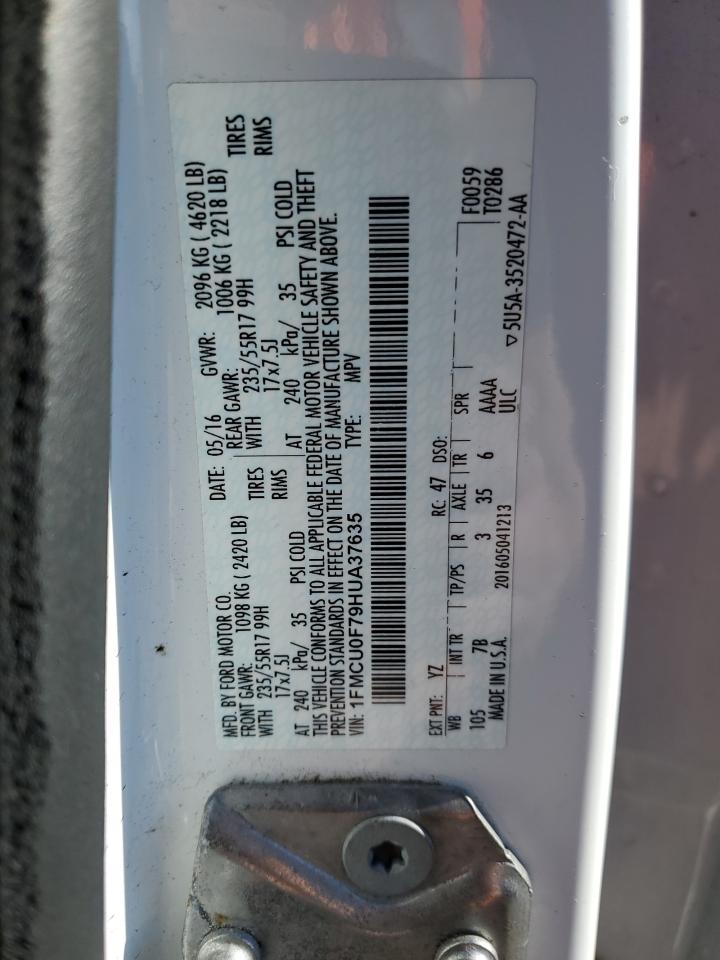 MFD. BY FORD MOTOR CO. DATE: 05/16 GVWR: 2096 KG ( 4620 LB)
FRONT GAWR: 1098 KG ( 2420 LB) REAR GAWR: 1006 KG ( 2218 LB)
WITH 235/55R17 99H TIRES WITH 235/55R17 99H TIRES
17x7.5J RIMS 17x7.5J RIMS
AT 240 kPa/ 35 PSI COLD AT 240 kPa/ 35 PSI COLD
THIS VEHICLE CONFORMS TO ALL APPLICABLE FEDERAL MOTOR VEHICLE SAFETY AND THEFT
PREVENTION STANDARDS IN EFFECT ON THE DATE OF MANUFACTURE SHOWN ABOVE.
VIN: 1FMCU0F79HUA37635 TYPE: MPV
EXT PNT: YZ RC: 47 DSO: F0059
WB INT TR TP/PS R AXLE TR SPR T0286
105 7B 3 35 6 AAAA
ULC
MADE IN U.S.A. 201605041213 ▽5U5A-3520472-AA